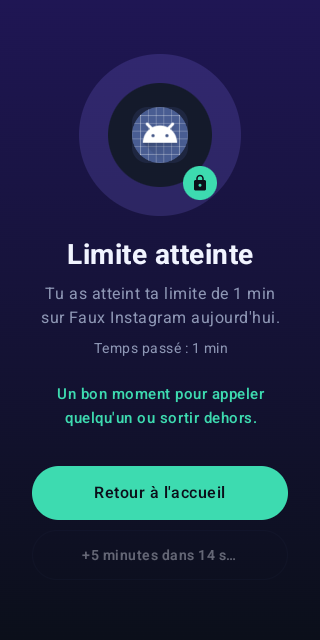 Limite atteinte
Tu as atteint ta limite de 1 min
sur Faux Instagram aujourd'hui.
Temps passé : 1 min
Un bon moment pour appeler
quelqu'un ou sortir dehors.
Retour à l'accueil
+5 minutes dans 14 s…